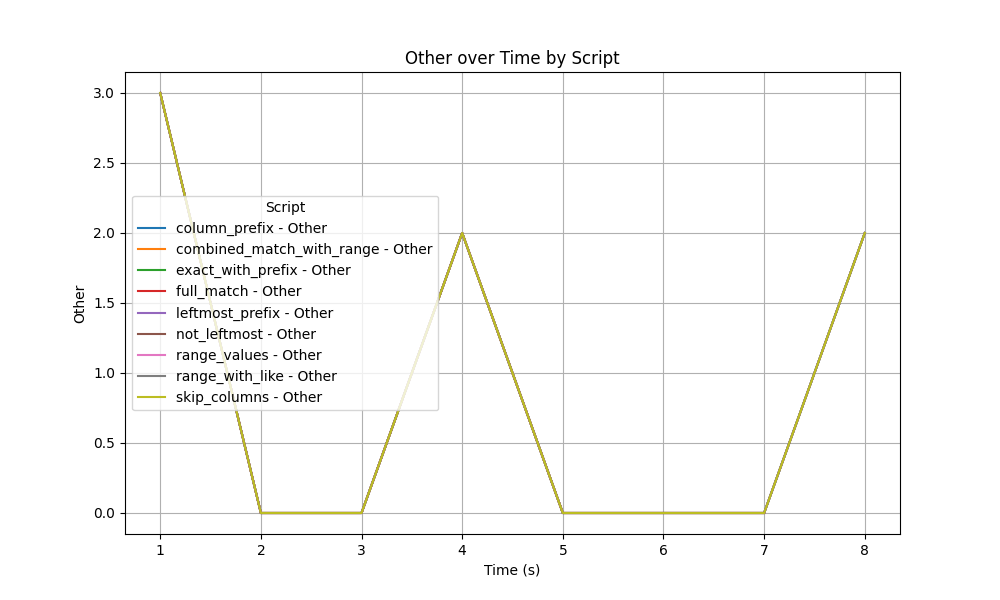 Other over Time by Script
3.0
2.5
2.0
1.5
1.0
0.5
0.0
Other
Script
column_prefix - Other
combined_match_with_range - Other
exact_with_prefix - Other
full_match - Other
leftmost_prefix - Other
not_leftmost - Other
range_values - Other
range_with_like - Other
skip_columns - Other
1 2 3 4 5 6 7 8
Time (s)